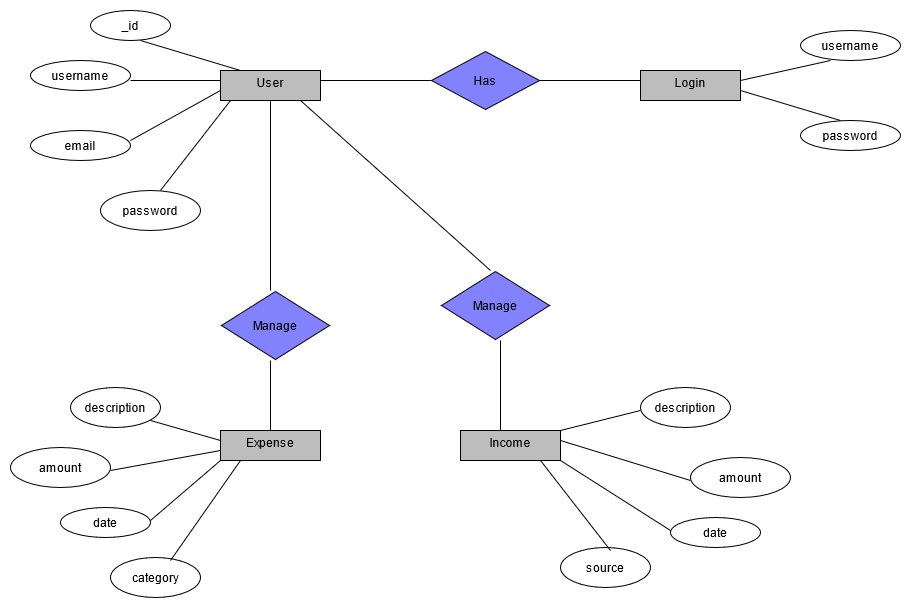 _id
username
email
password
User
Has
Login
username
password
Manage
Manage
description
amount
date
category
Expense
Income
description
amount
date
source